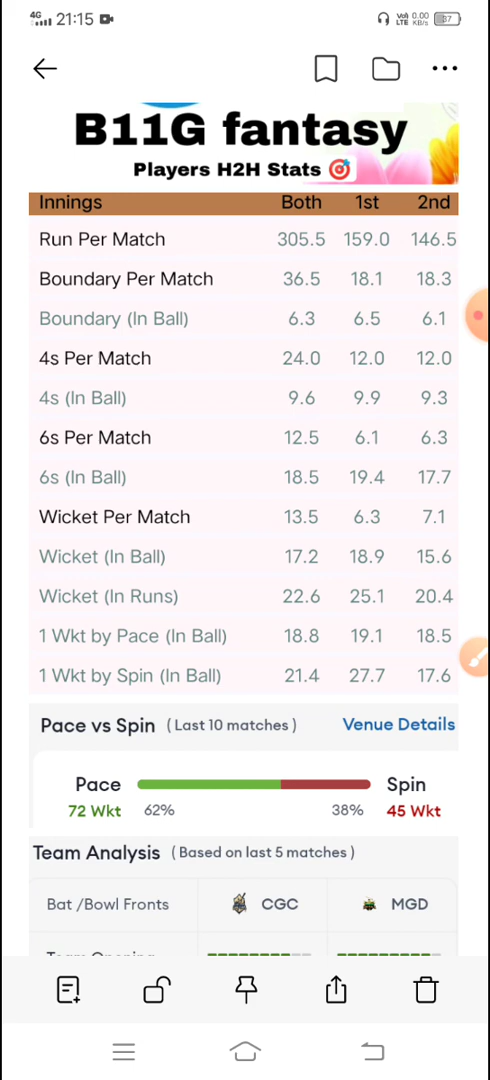 4G 21:15 Vo) 0.00 LTE KB/s 37
B11G fantasy
Players H2H Stats
Innings Both 1st 2nd
Run Per Match 305.5 159.0 146.5
Boundary Per Match 36.5 18.1 18.3
Boundary (In Ball) 6.3 6.5 6.1
4s Per Match 24.0 12.0 12.0
4s (In Ball) 9.6 9.9 9.3
6s Per Match 12.5 6.1 6.3
6s (In Ball) 18.5 19.4 17.7
Wicket Per Match 13.5 6.3 7.1
Wicket (In Ball) 17.2 18.9 15.6
Wicket (In Runs) 22.6 25.1 20.4
1 Wkt by Pace (In Ball) 18.8 19.1 18.5
1 Wkt by Spin (In Ball) 21.4 27.7 17.6
Pace vs Spin ( Last 10 matches ) Venue Details
Pace Spin
72 Wkt 62% 38% 45 Wkt
Team Analysis ( Based on last 5 matches )
Bat /Bowl Fronts CGC MGD